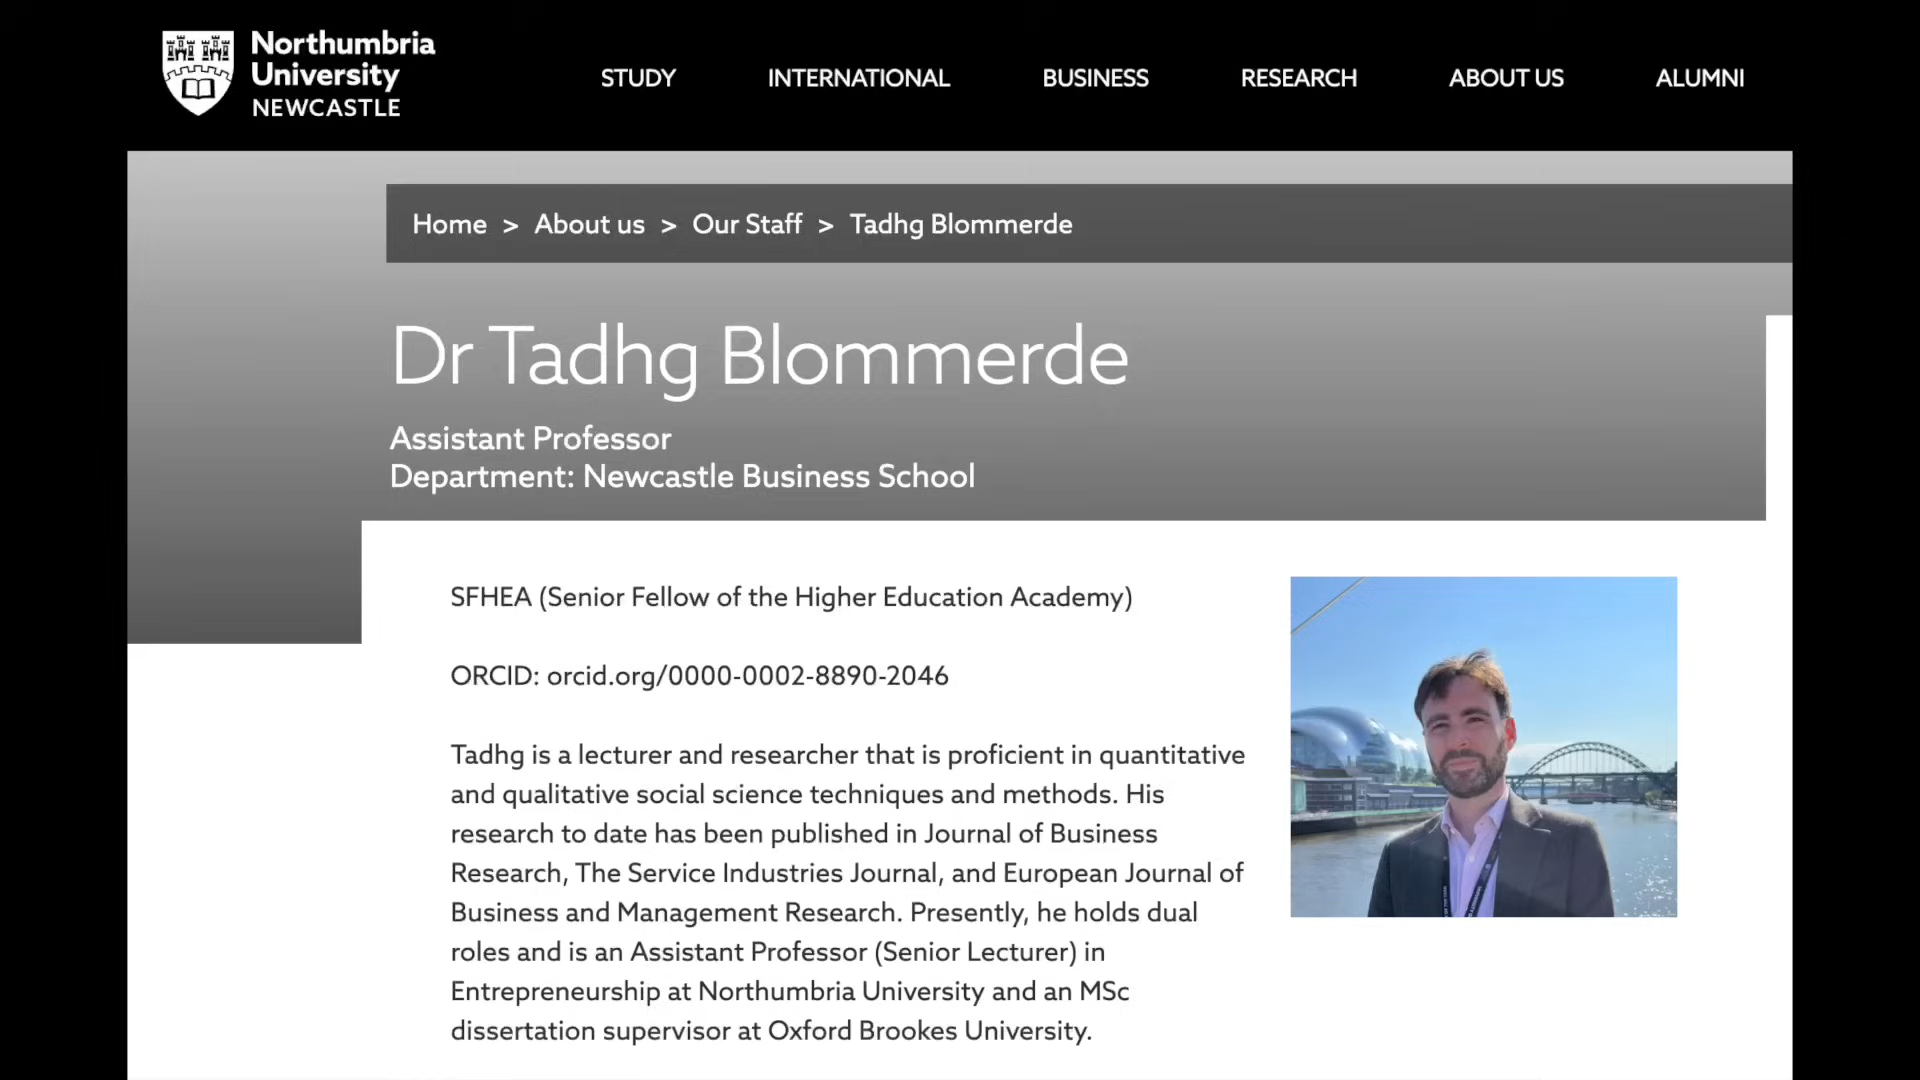 Northumbria
University
NEWCASTLE
STUDY INTERNATIONAL BUSINESS RESEARCH ABOUT US ALUMNI
Home > About us > Our Staff > Tadhg Blommerde
Dr Tadhg Blommerde
Assistant Professor
Department: Newcastle Business School
SFHEA (Senior Fellow of the Higher Education Academy)
ORCID: orcid.org/0000-0002-8890-2046
Tadhg is a lecturer and researcher that is proficient in quantitative
and qualitative social science techniques and methods. His
research to date has been published in Journal of Business
Research, The Service Industries Journal, and European Journal of
Business and Management Research. Presently, he holds dual
roles and is an Assistant Professor (Senior Lecturer) in
Entrepreneurship at Northumbria University and an MSc
dissertation supervisor at Oxford Brookes University.